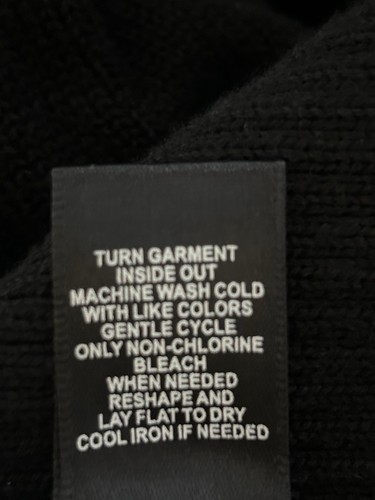 TURN GARMENT
INSIDE OUT
MACHINE WASH COLD
WITH LIKE COLORS
GENTLE CYCLE
ONLY NON-CHLORINE
BLEACH
WHEN NEEDED
RESHAPE AND
LAY FLAT TO DRY
COOL IRON IF NEEDED